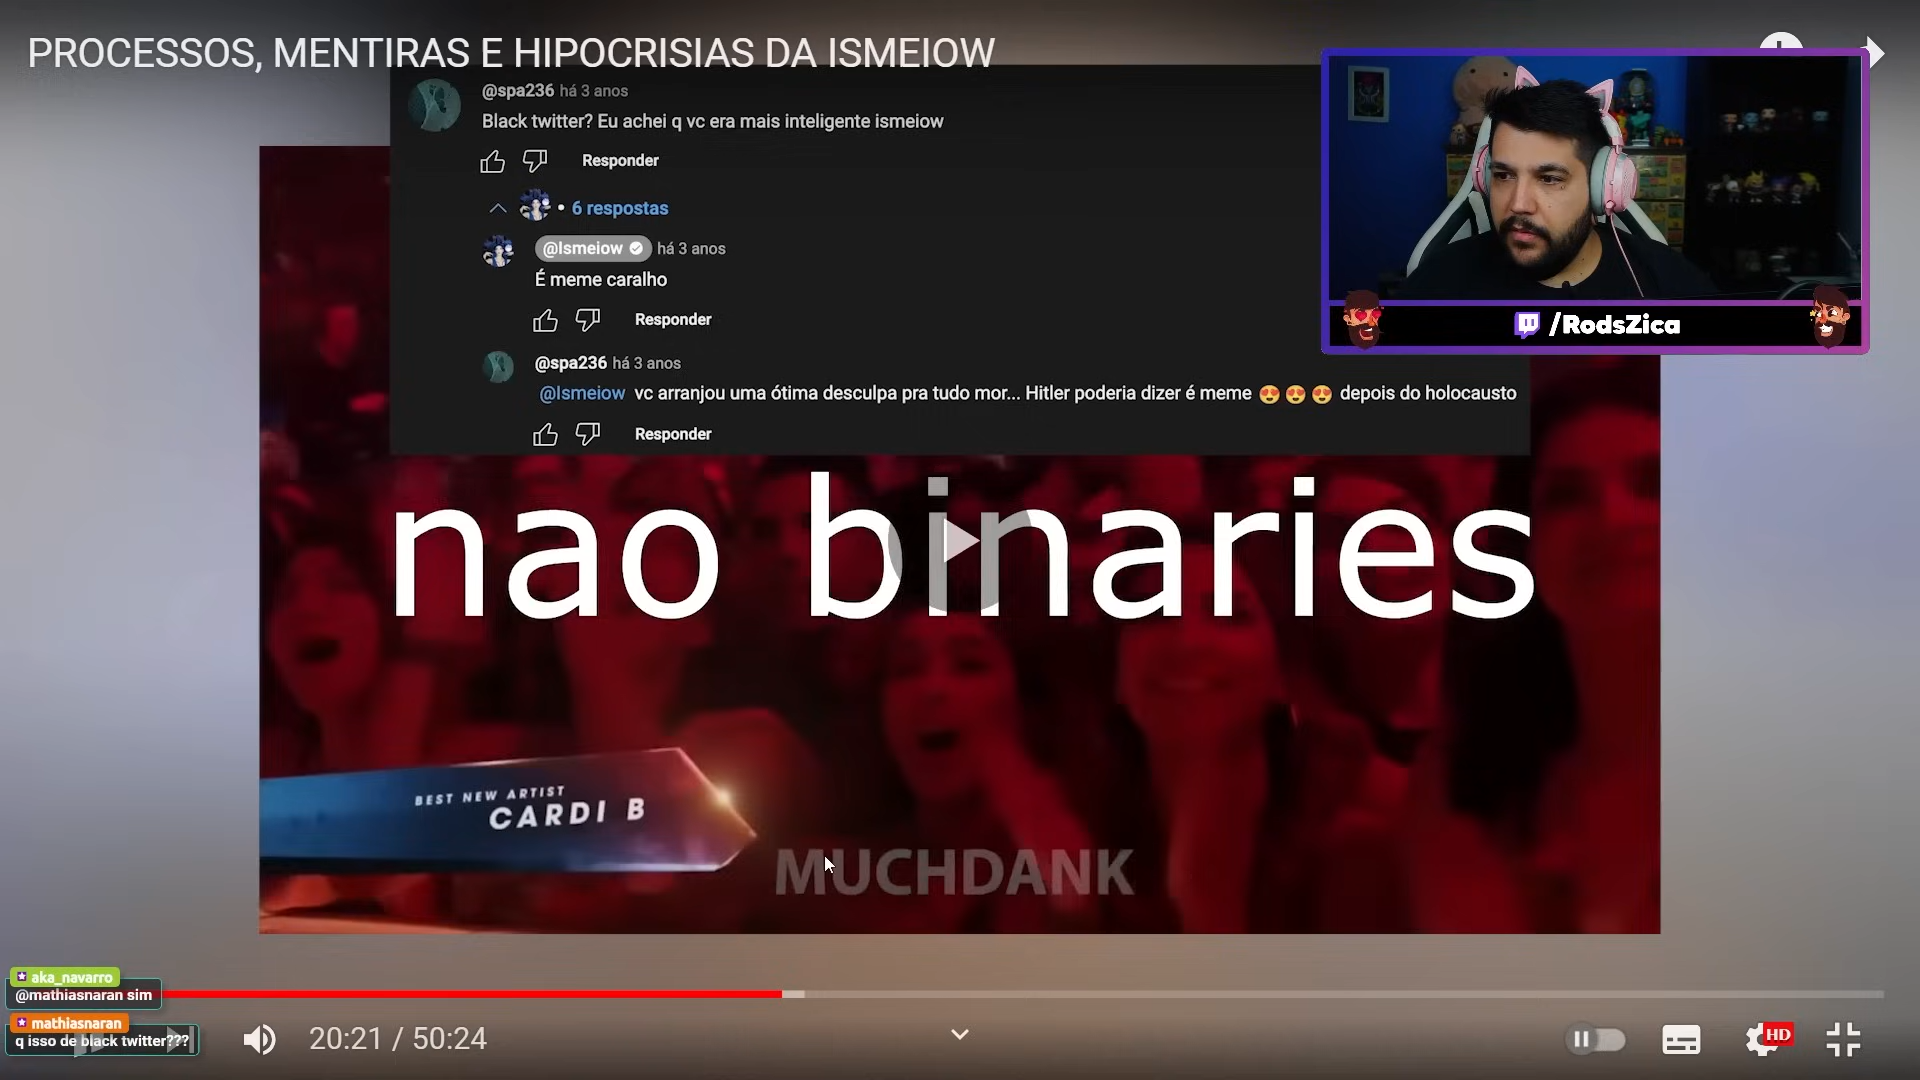 PROCESSOS, MENTIRAS E HIPOCRISIAS DA ISMEIOW
@spa236 há 3 anos
Black twitter? Eu achei q vc era mais inteligente ismeiow
Responder
• 6 respostas
@Ismeiow há 3 anos
É meme caralho
Responder
@spa236 há 3 anos
@Ismeiow vc arranjou uma ótima desculpa pra tudo mor... Hitler poderia dizer é meme 😍😍😍 depois do holocausto
Responder
/RodsZica
nao binaries
BEST NEW ARTIST
CARDI B
MUCHDANK
aka_navarro
@mathiasnaran sim
mathiasnaran
q isso de black twitter???
20:21 / 50:24
HD